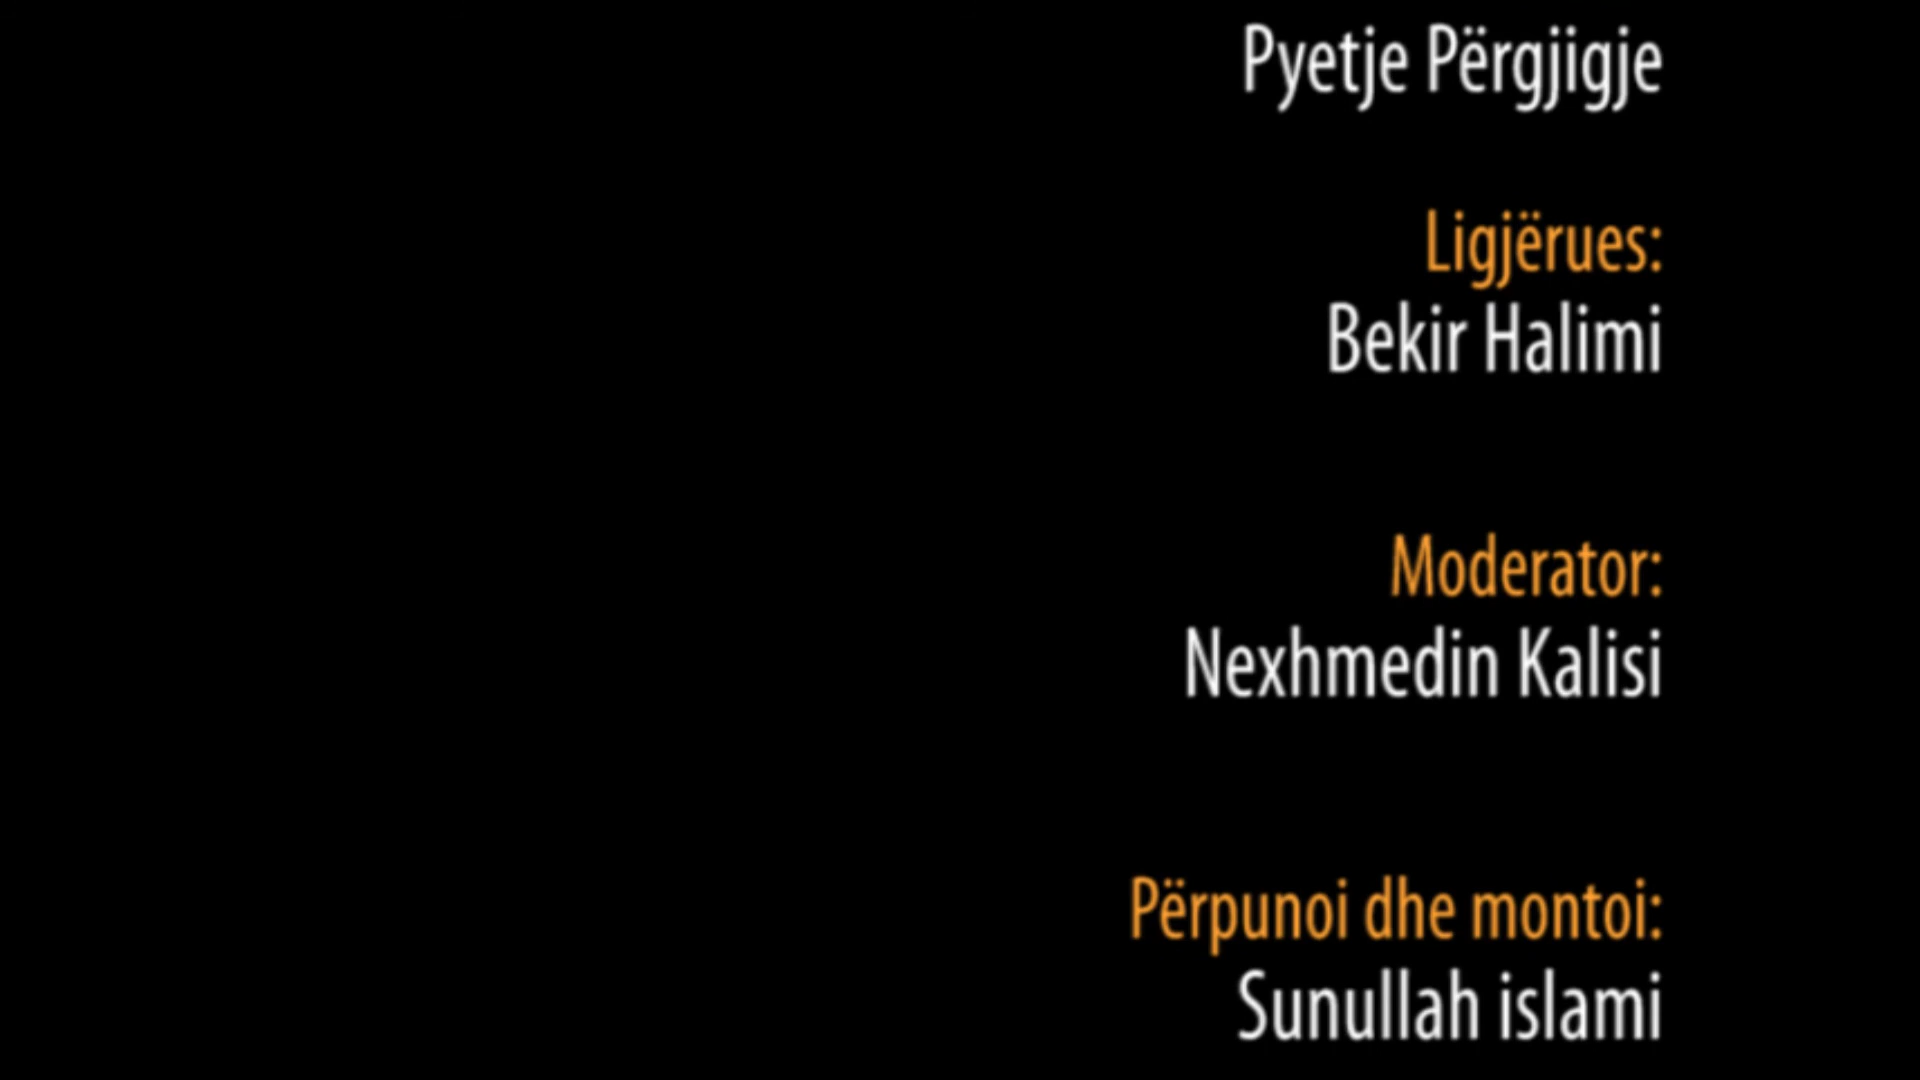 Pyetje Përgjigje
Ligjërues:
Bekir Halimi
Moderator:
Nexhmedin Kalisi
Përpunoi dhe montoi:
Sunullah islami